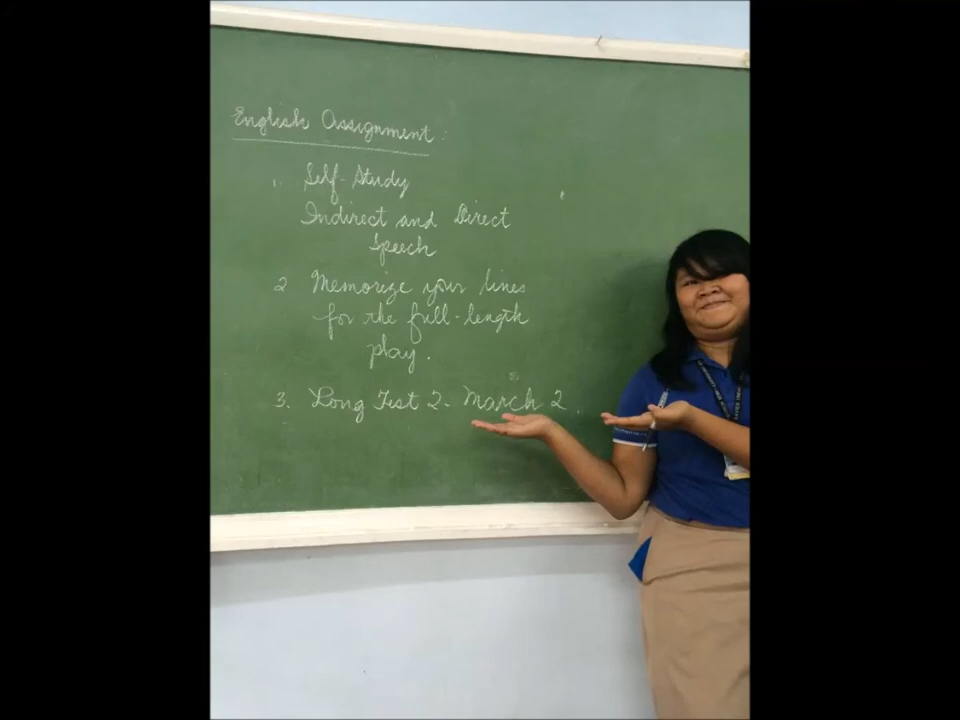 English Assignment:
1. Self-Study
Indirect and Direct
Speech
2 Memorize your lines
for the full-length
play.
3. Long Test 2- March 2.